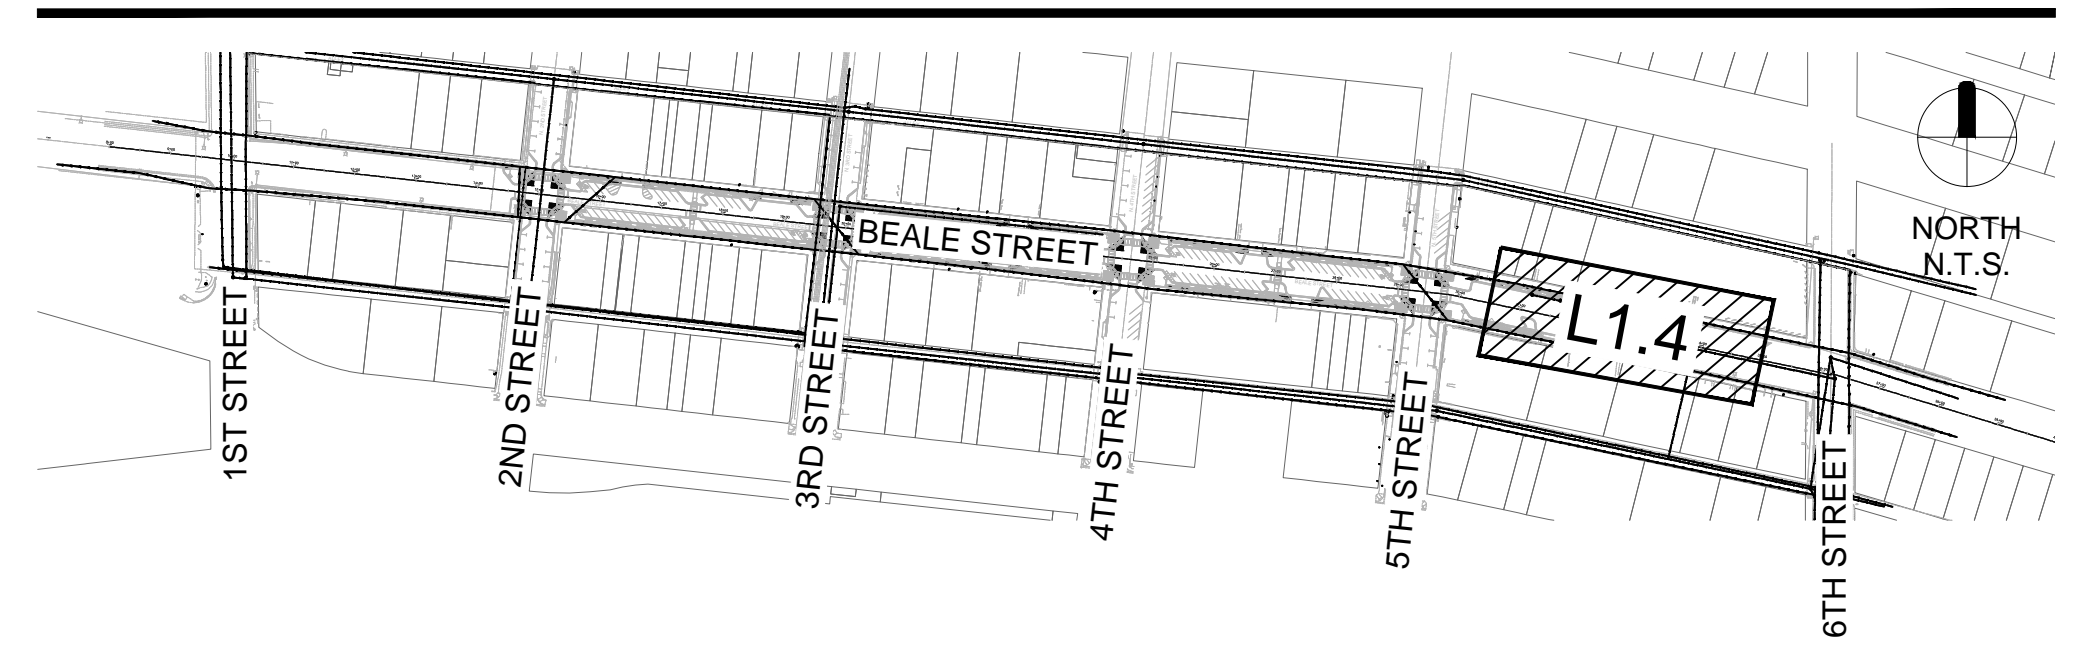 BEALE STREET
NORTH
N.T.S.
L1.4
1ST STREET
2ND STREET
3RD STREET
4TH STREET
5TH STREET
6TH STREET